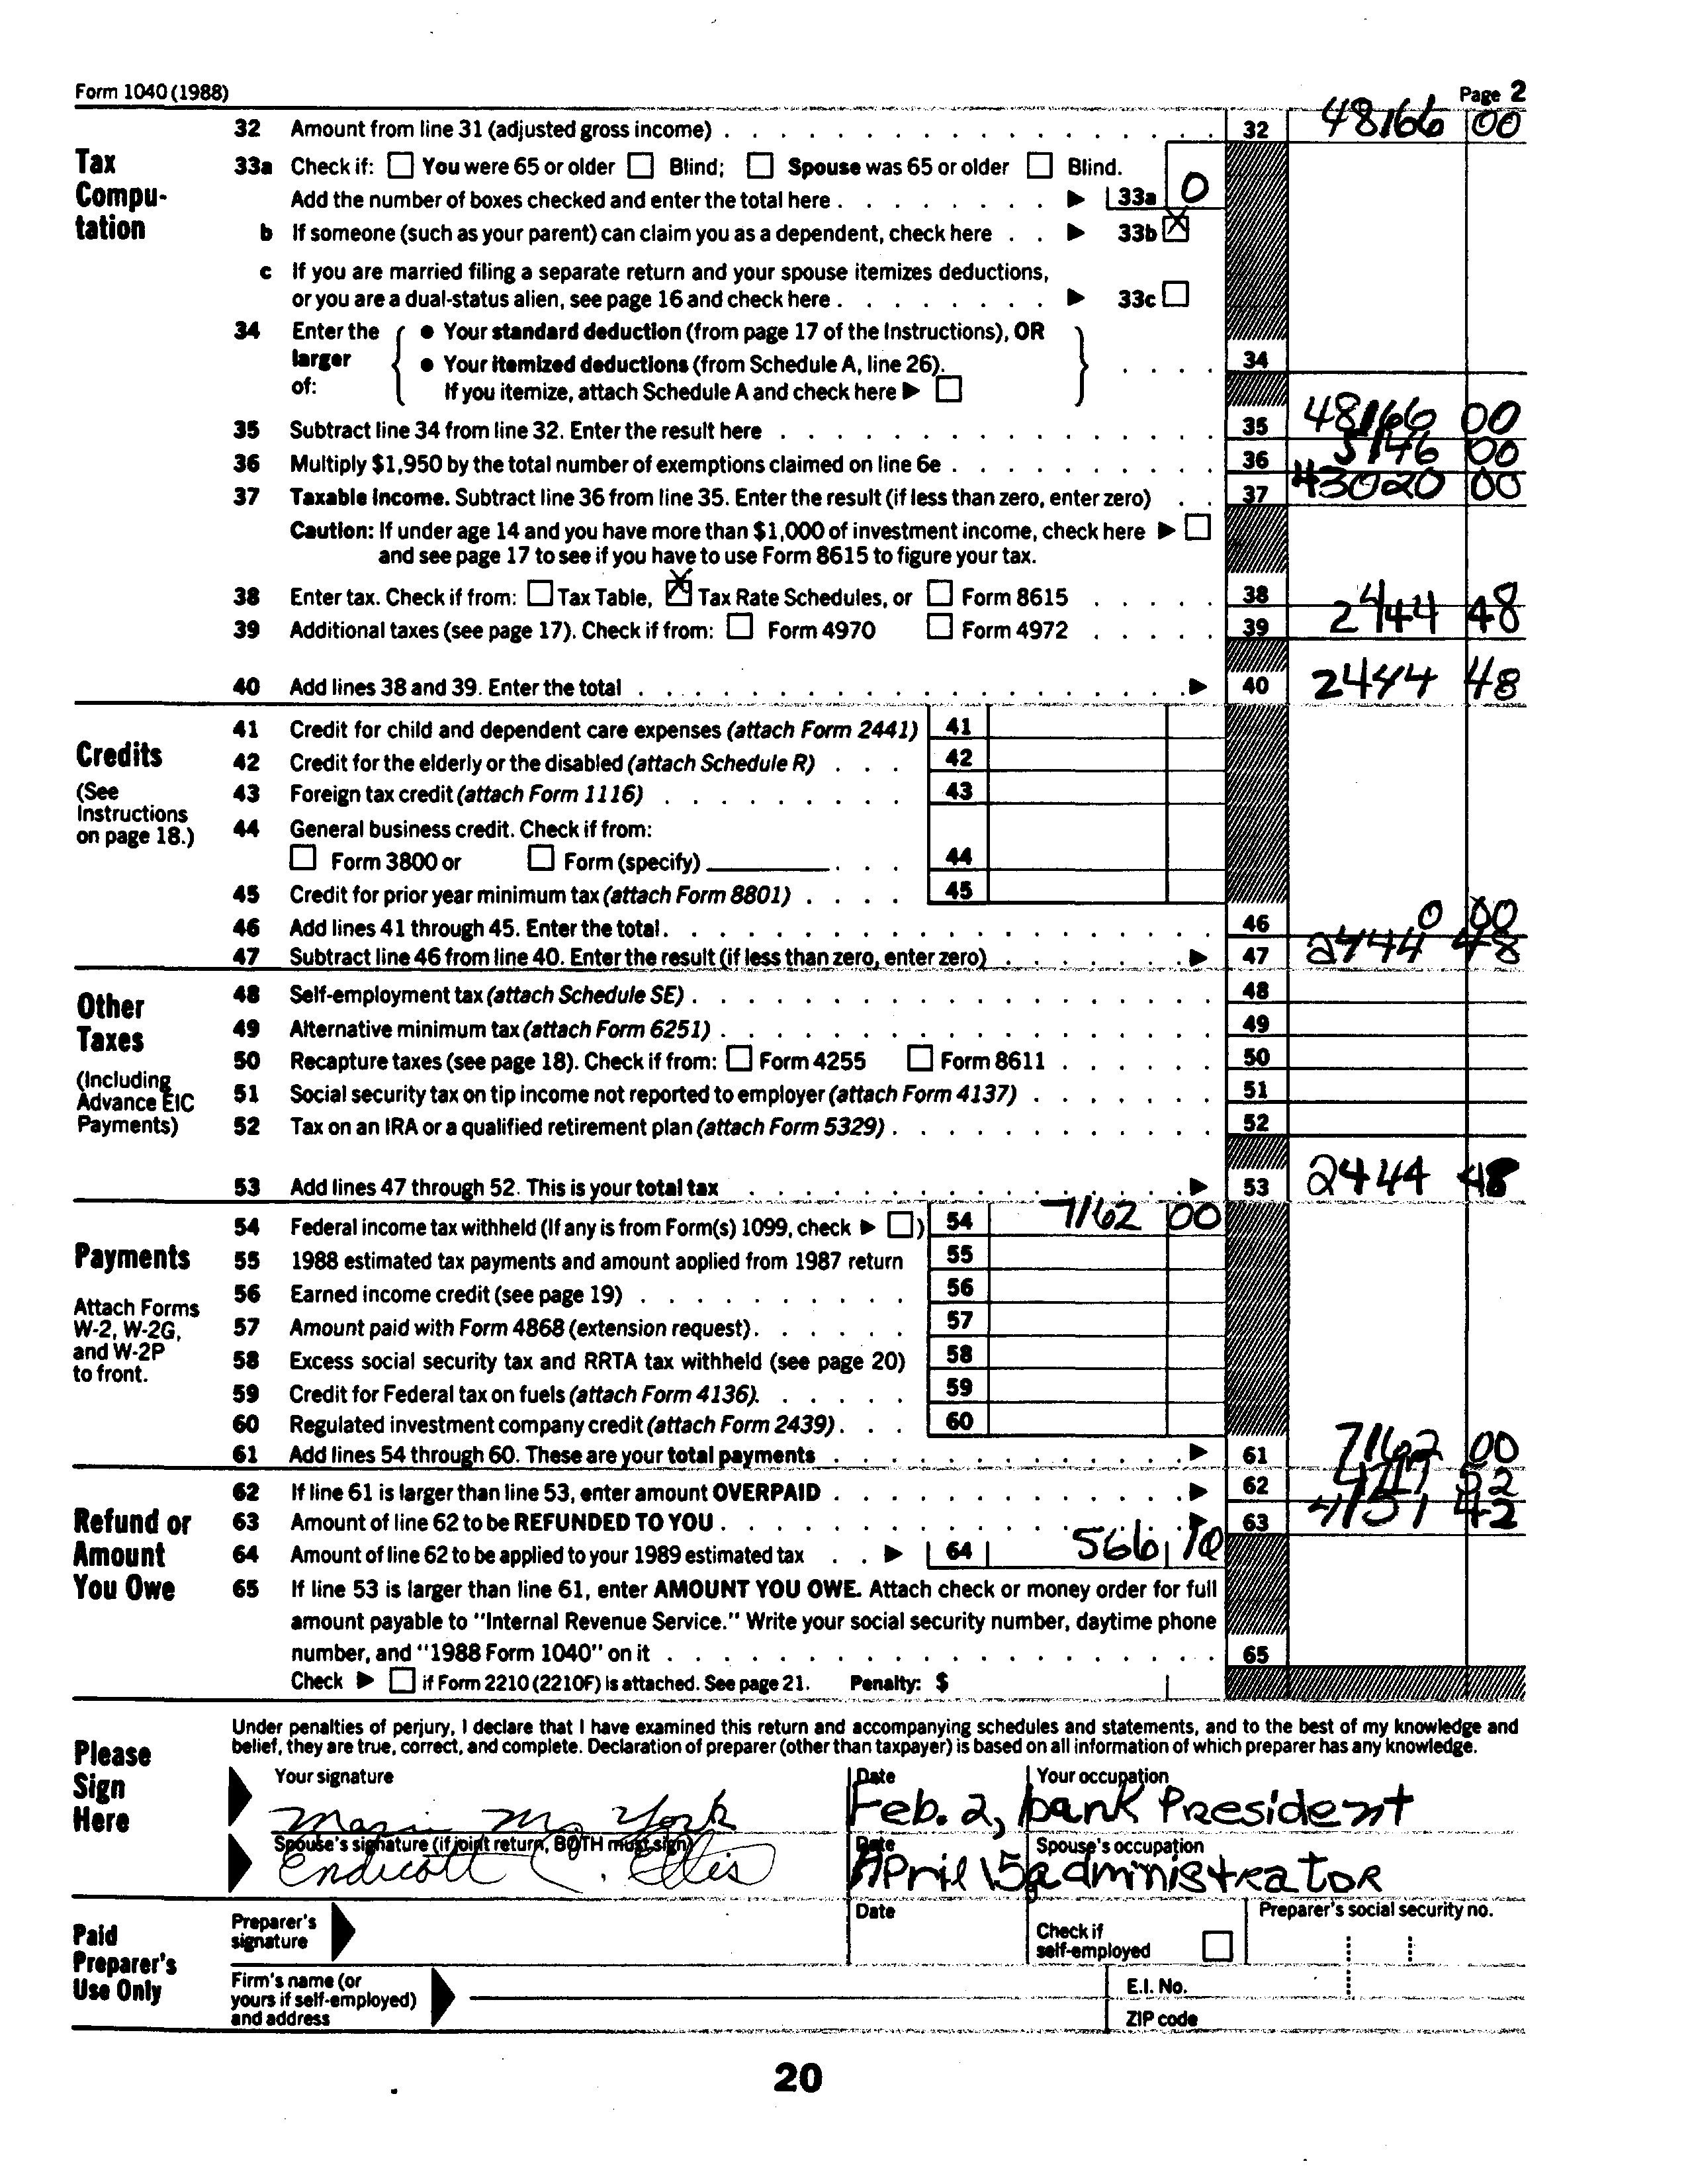 Form 1040 (1988) Page 2
Tax Computation
32 Amount from line 31 (adjusted gross income) . . . 32 48166 00
33a Check if: ☐ You were 65 or older ☐ Blind; ☐ Spouse was 65 or older ☐ Blind.
Add the number of boxes checked and enter the total here . . . ▶ 33a 0
b If someone (such as your parent) can claim you as a dependent, check here . . ▶ 33b ☒
c If you are married filing a separate return and your spouse itemizes deductions,
or you are a dual-status alien, see page 16 and check here . . . ▶ 33c ☐
34 Enter the larger of: { ● Your standard deduction (from page 17 of the Instructions), OR
● Your itemized deductions (from Schedule A, line 26). } . . . . 34
If you itemize, attach Schedule A and check here ▶ ☐
35 Subtract line 34 from line 32. Enter the result here . . . 35 48166 00
36 Multiply $1,950 by the total number of exemptions claimed on line 6e . . . 36 5146 00
37 Taxable Income. Subtract line 36 from line 35. Enter the result (if less than zero, enter zero) . . 37 43020 00
Caution: If under age 14 and you have more than $1,000 of investment income, check here ▶ ☐
and see page 17 to see if you have to use Form 8615 to figure your tax.
38 Enter tax. Check if from: ☐ Tax Table, ☒ Tax Rate Schedules, or ☐ Form 8615 . . . 38 2444 48
39 Additional taxes (see page 17). Check if from: ☐ Form 4970 ☐ Form 4972 . . . 39
40 Add lines 38 and 39. Enter the total . . . ▶ 40 2444 48
Credits
(See Instructions on page 18.)
41 Credit for child and dependent care expenses (attach Form 2441) 41
42 Credit for the elderly or the disabled (attach Schedule R) . . . 42
43 Foreign tax credit (attach Form 1116) . . . 43
44 General business credit. Check if from:
☐ Form 3800 or ☐ Form (specify) . . . 44
45 Credit for prior year minimum tax (attach Form 8801) . . . . 45
46 Add lines 41 through 45. Enter the total . . . 46 0 00
47 Subtract line 46 from line 40. Enter the result (if less than zero, enter zero) . . . ▶ 47 2444 48
Other Taxes
(Including Advance EIC Payments)
48 Self-employment tax (attach Schedule SE) . . . 48
49 Alternative minimum tax (attach Form 6251) . . . 49
50 Recapture taxes (see page 18). Check if from: ☐ Form 4255 ☐ Form 8611 . . . 50
51 Social security tax on tip income not reported to employer (attach Form 4137) . . . 51
52 Tax on an IRA or a qualified retirement plan (attach Form 5329) . . . 52
53 Add lines 47 through 52. This is your total tax . . . ▶ 53 2444 48
Payments
Attach Forms W-2, W-2G, and W-2P to front.
54 Federal income tax withheld (If any is from Form(s) 1099, check ▶ ☐) 54 7162 00
55 1988 estimated tax payments and amount applied from 1987 return 55
56 Earned income credit (see page 19) . . . 56
57 Amount paid with Form 4868 (extension request) . . . 57
58 Excess social security tax and RRTA tax withheld (see page 20) 58
59 Credit for Federal tax on fuels (attach Form 4136). . . . 59
60 Regulated investment company credit (attach Form 2439) . . . 60
61 Add lines 54 through 60. These are your total payments . . . ▶ 61 7162 00
Refund or Amount You Owe
62 If line 61 is larger than line 53, enter amount OVERPAID . . . ▶ 62 4717 52
63 Amount of line 62 to be REFUNDED TO YOU . . . ▶ 63 4151 42
64 Amount of line 62 to be applied to your 1989 estimated tax . . ▶ 64 566 10
65 If line 53 is larger than line 61, enter AMOUNT YOU OWE. Attach check or money order for full
amount payable to "Internal Revenue Service." Write your social security number, daytime phone
number, and "1988 Form 1040" on it . . . 65
Check ▶ ☐ if Form 2210 (2210F) is attached. See page 21. Penalty: $
Please Sign Here
Under penalties of perjury, I declare that I have examined this return and accompanying schedules and statements, and to the best of my knowledge and
belief, they are true, correct, and complete. Declaration of preparer (other than taxpayer) is based on all information of which preparer has any knowledge.
Your signature Date Your occupation
Maria M. York Feb. 2, bank President
Spouse's signature (if joint return, BOTH must sign) Date Spouse's occupation
Endicott C. Ellis April 15 administrator
Paid Preparer's Use Only
Preparer's signature Date Check if self-employed ☐ Preparer's social security no.
Firm's name (or yours if self-employed) and address E.I. No.
ZIP code
20